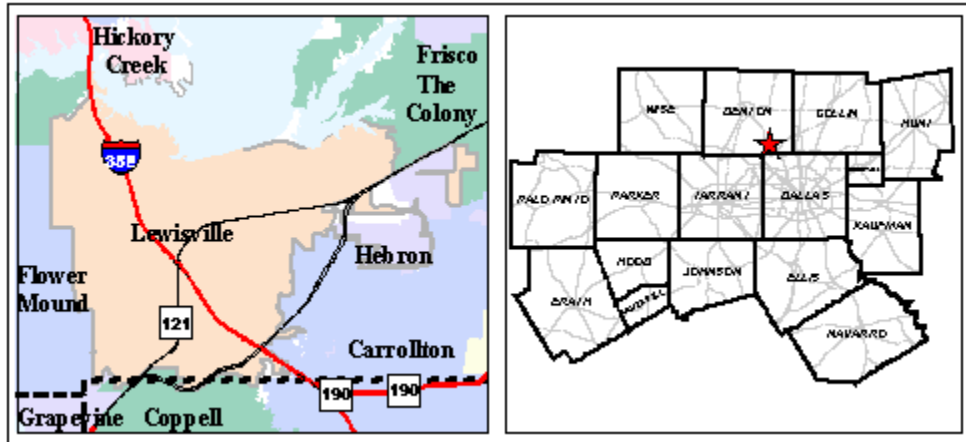 Hickory
Creek
Frisco
The
Colony
35E
Lewisville
Hebron
Flower
Mound
121
Carrollton
190
190
Grapevine
Coppell
WISE
DENTON
COLLIN
HUNT
PALO PINTO
PARKER
TARRANT
DALLAS
KAUFMAN
HOOD
JOHNSON
ELLIS
ERATH
NAVARRO